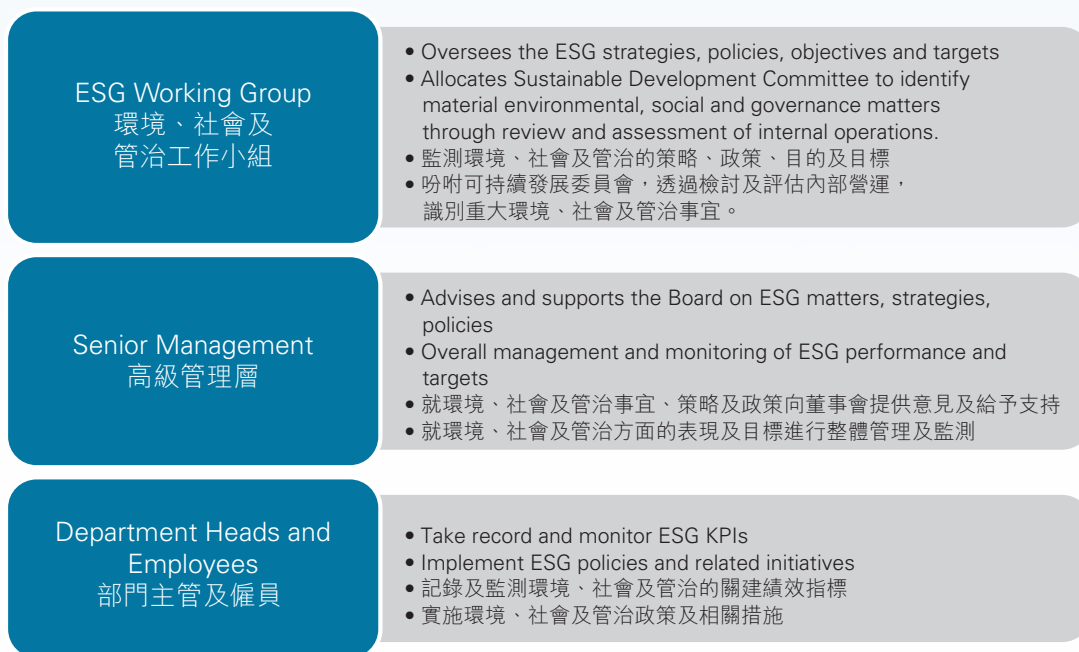 ESG Working Group
環境、社會及
管治工作小組
• Oversees the ESG strategies, policies, objectives and targets
• Allocates Sustainable Development Committee to identify
material environmental, social and governance matters
through review and assessment of internal operations.
• 監測環境、社會及管治的策略、政策、目的及目標
• 吩咐可持續發展委員會，透過檢討及評估內部營運，
識別重大環境、社會及管治事宜。
Senior Management
高級管理層
• Advises and supports the Board on ESG matters, strategies,
policies
• Overall management and monitoring of ESG performance and
targets
• 就環境、社會及管治事宜、策略及政策向董事會提供意見及給予支持
• 就環境、社會及管治方面的表現及目標進行整體管理及監測
Department Heads and
Employees
部門主管及僱員
• Take record and monitor ESG KPIs
• Implement ESG policies and related initiatives
• 記錄及監測環境、社會及管治的關建績效指標
• 實施環境、社會及管治政策及相關措施